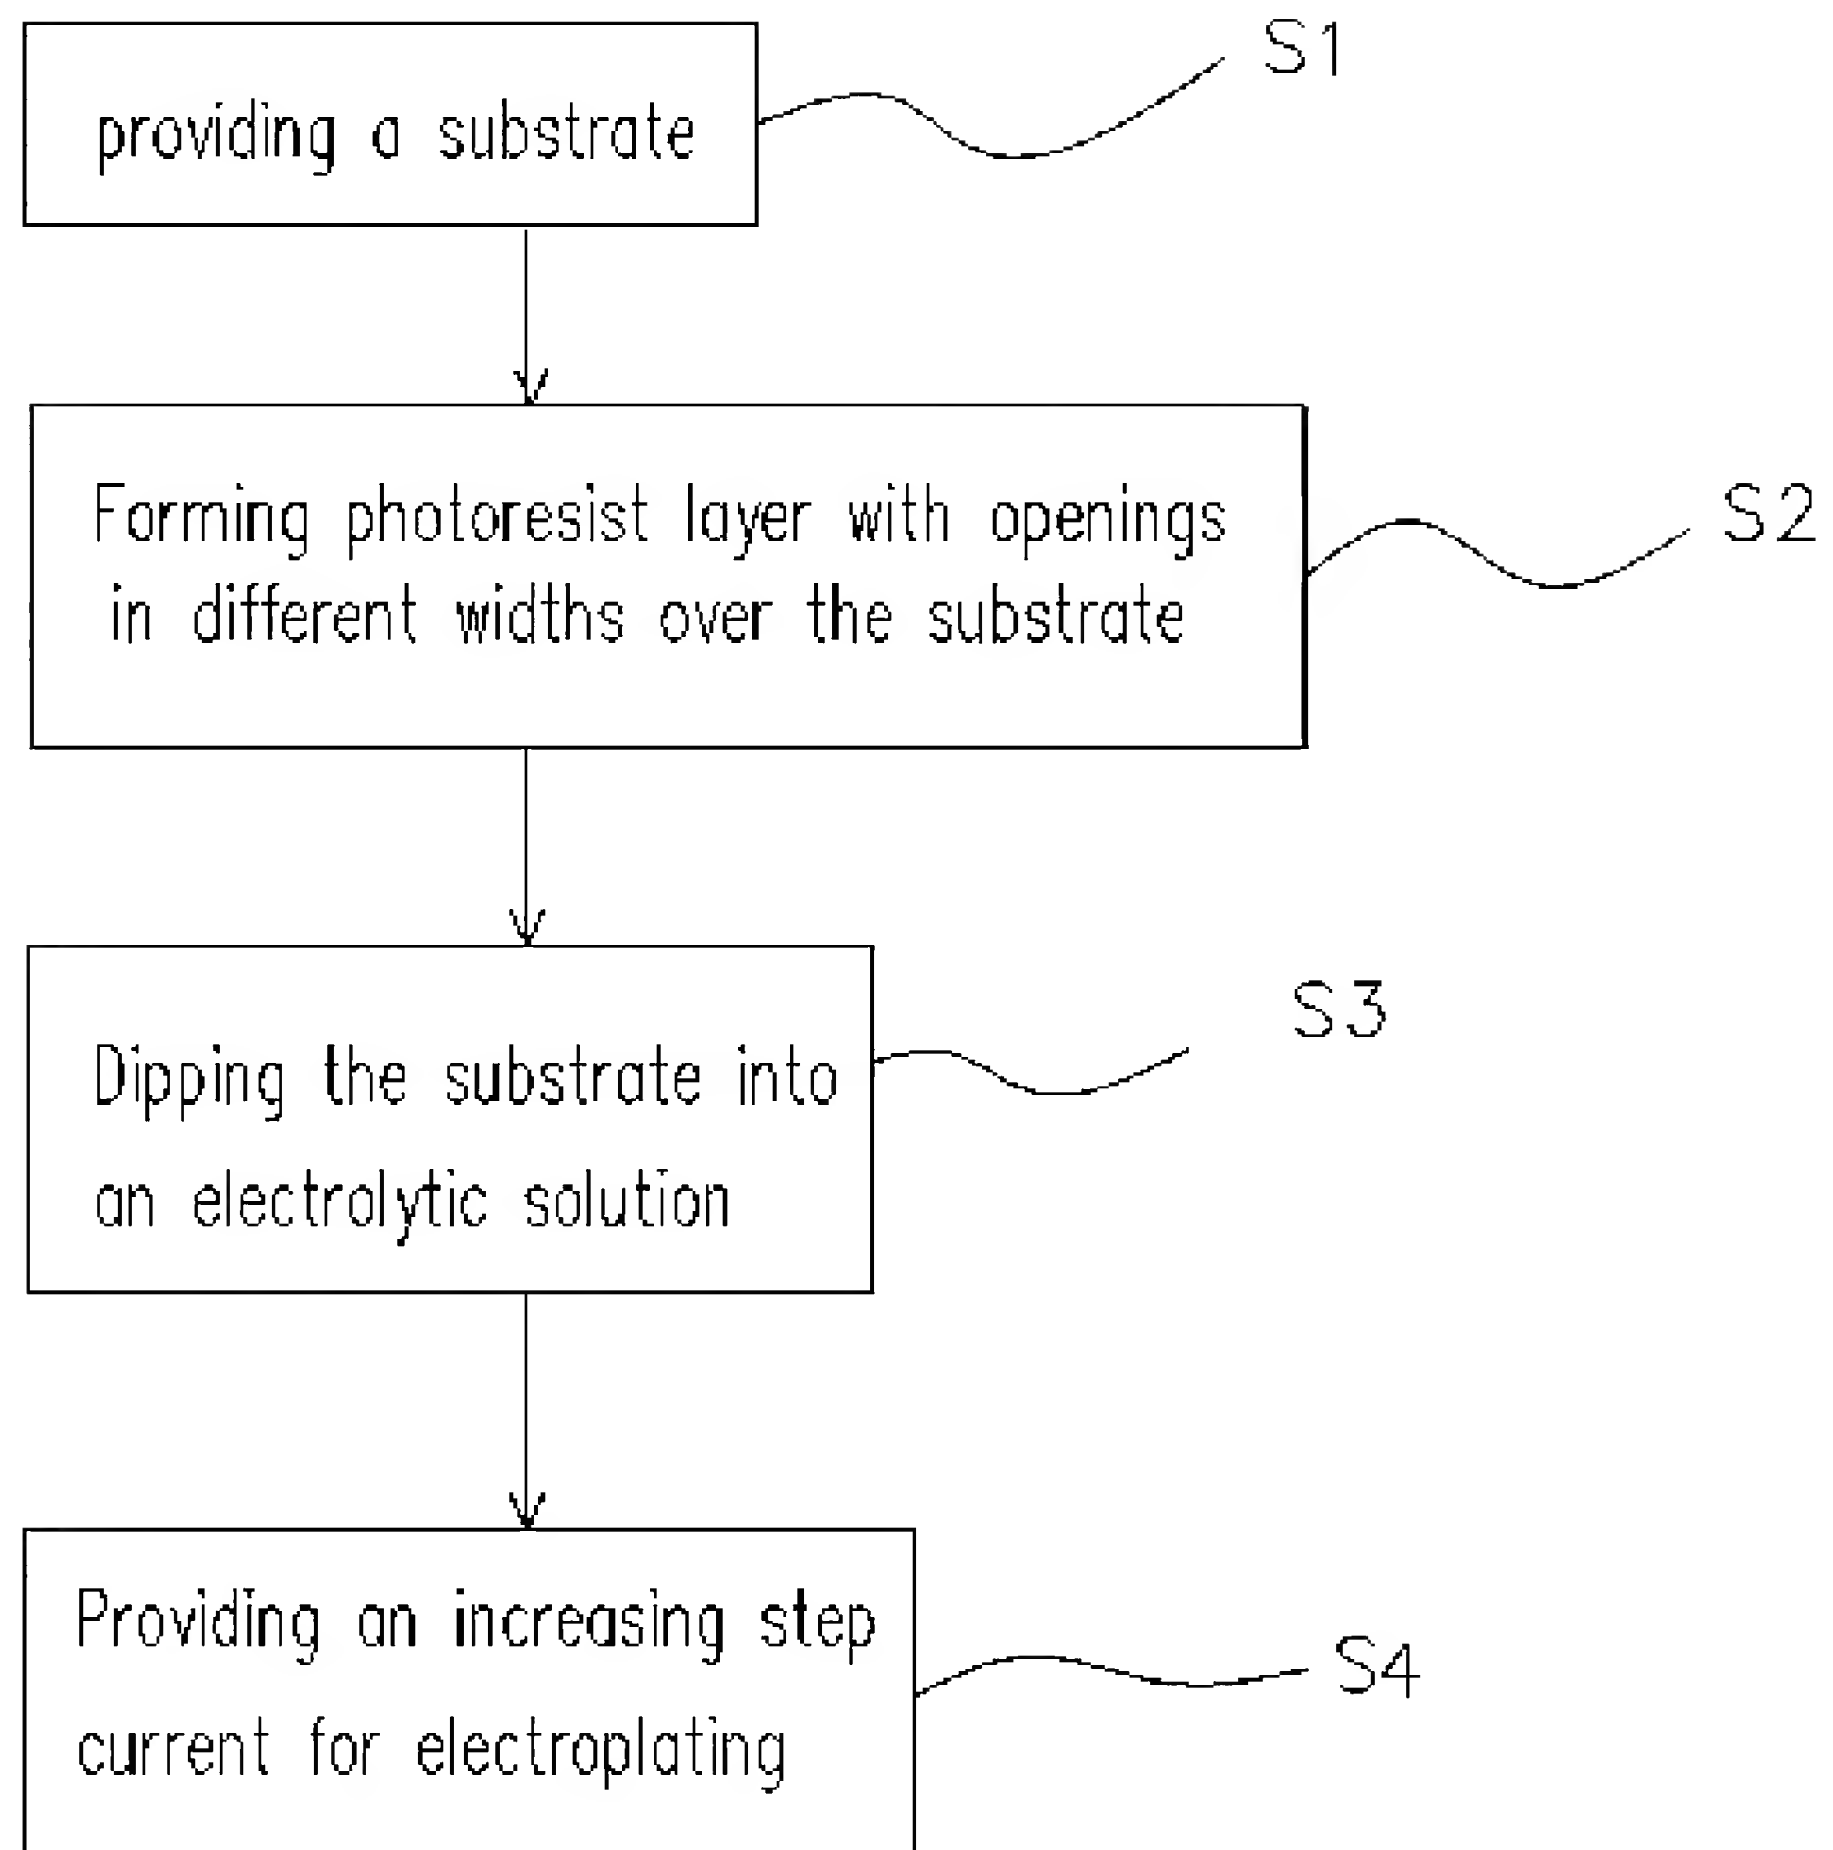 providing a substrate
S1
Forming photoresist layer with openings
in different widths over the substrate
S2
Dipping the substrate into
an electrolytic solution
S3
Providing an increasing step
current for electroplating
S4